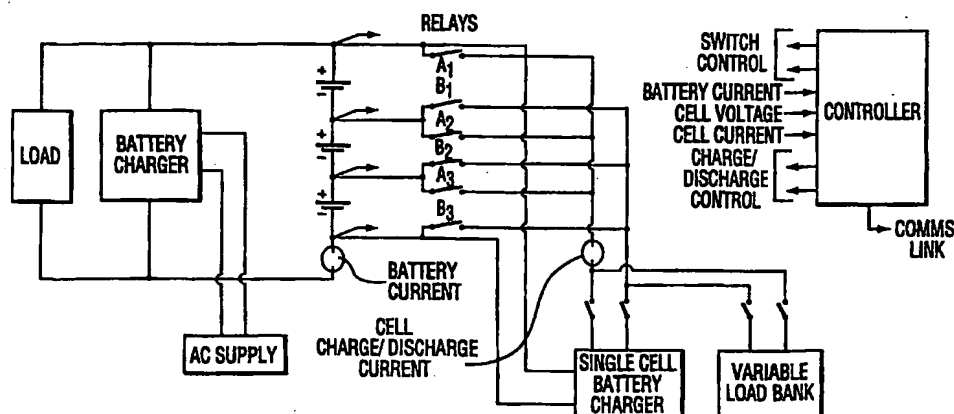 RELAYS
A1
B1
A2
B2
A3
B3
+
-
+
-
+
-
LOAD
BATTERY
CHARGER
AC SUPPLY
BATTERY
CURRENT
CELL
CHARGE/DISCHARGE
CURRENT
SINGLE CELL
BATTERY
CHARGER
VARIABLE
LOAD BANK
SWITCH
CONTROL
BATTERY CURRENT
CELL VOLTAGE
CELL CURRENT
CHARGE/
DISCHARGE
CONTROL
CONTROLLER
COMMS
LINK